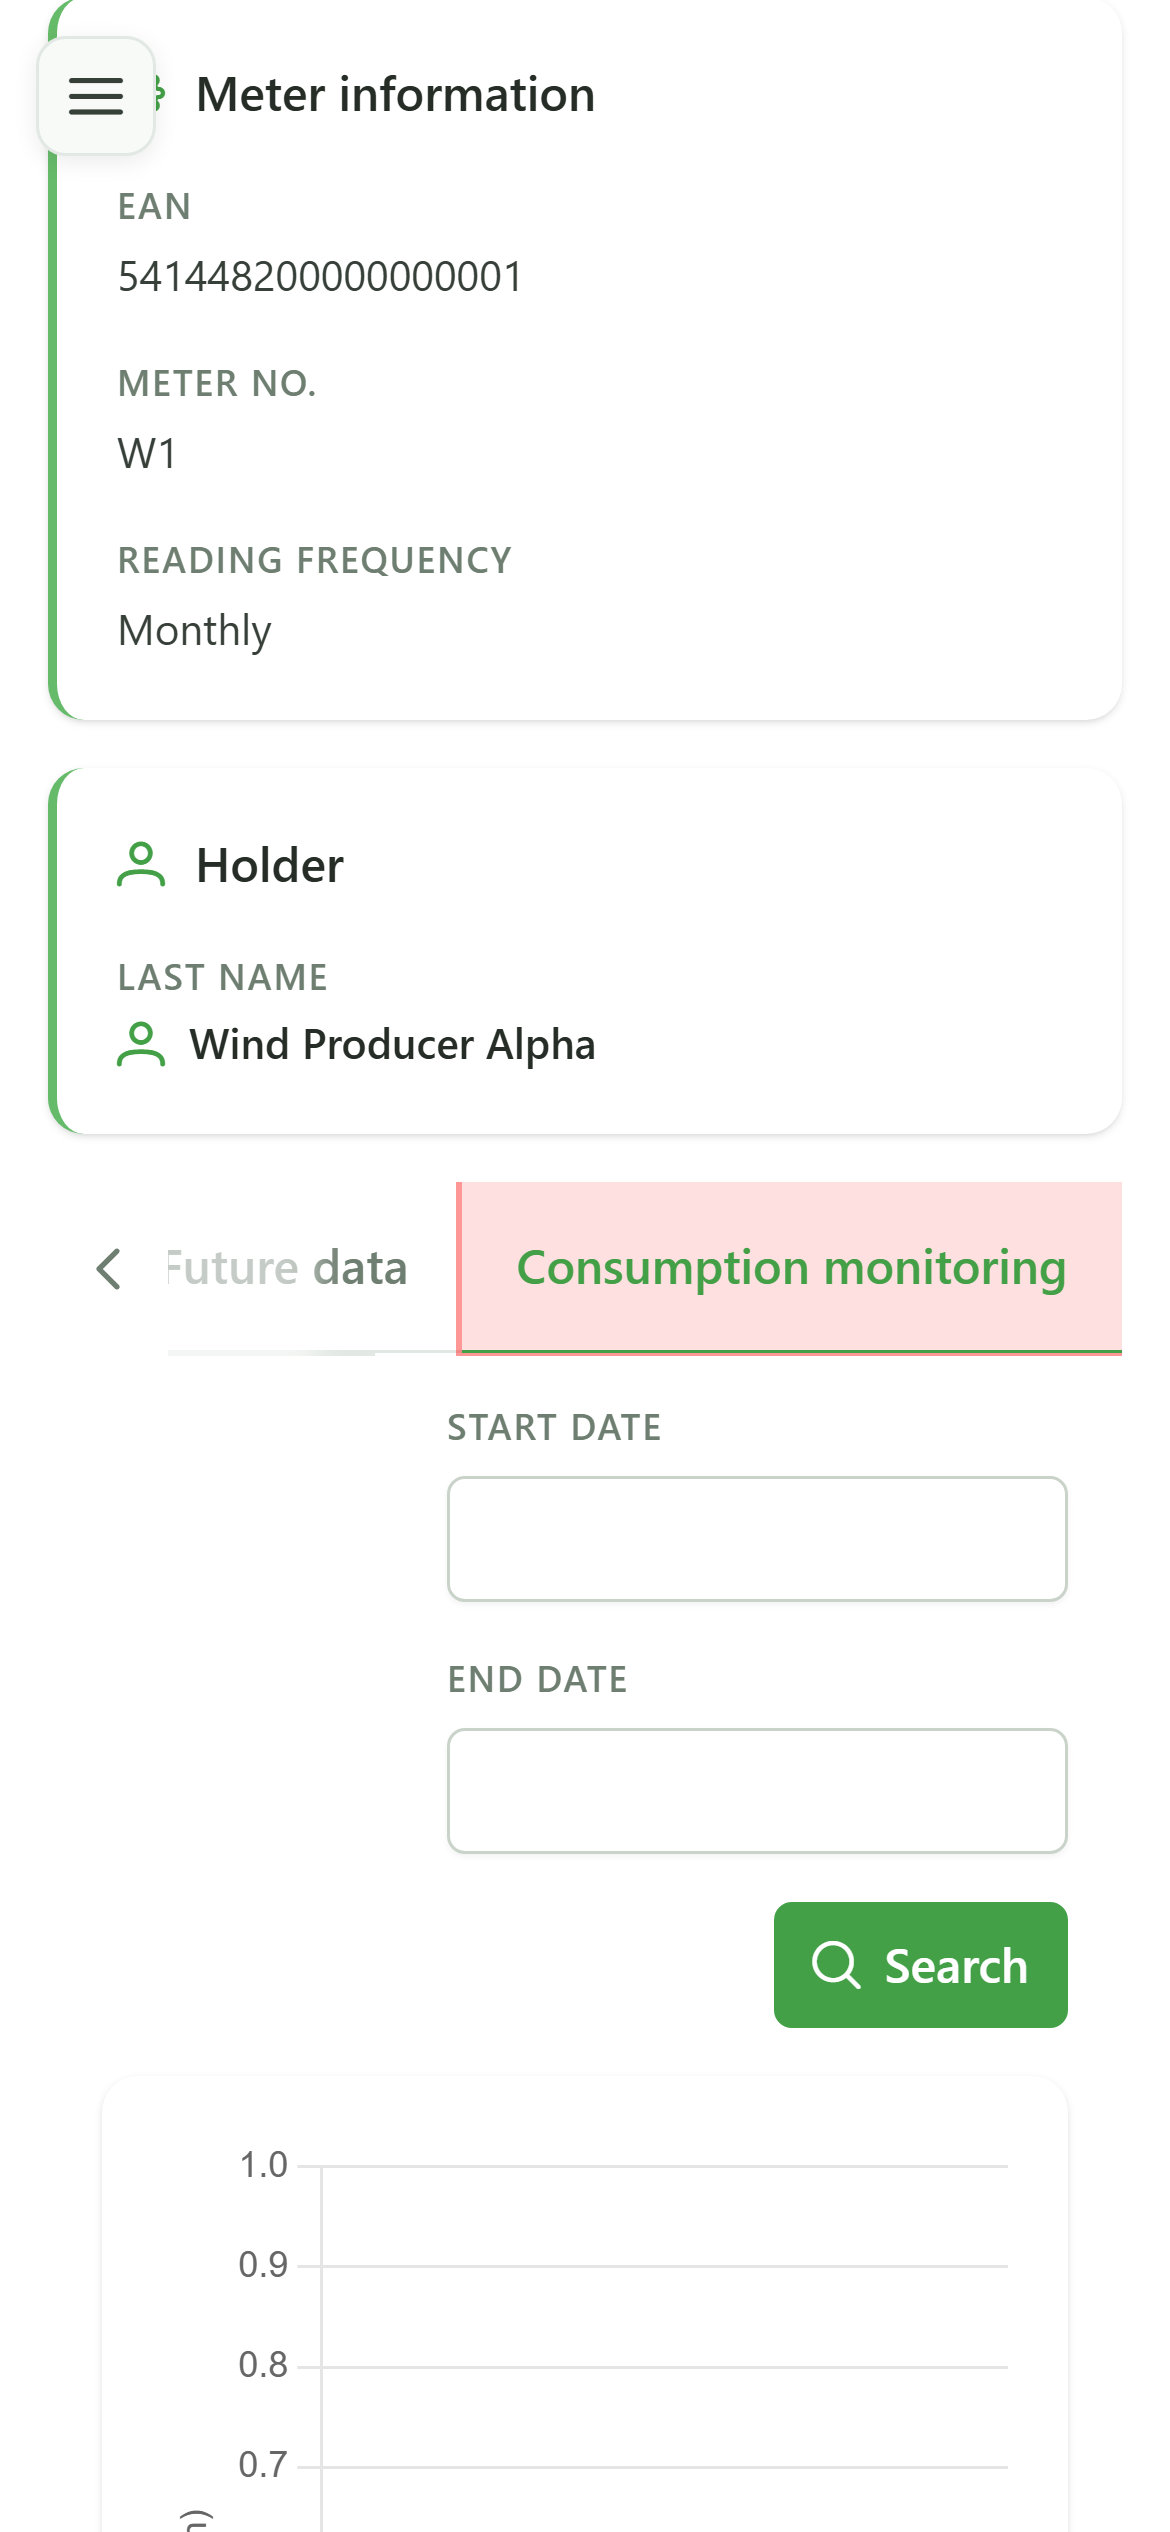 Meter information
EAN
541448200000000001
METER NO.
W1
READING FREQUENCY
Monthly
Holder
LAST NAME
Wind Producer Alpha
Future data
Consumption monitoring
START DATE
END DATE
Search
1.0
0.9
0.8
0.7